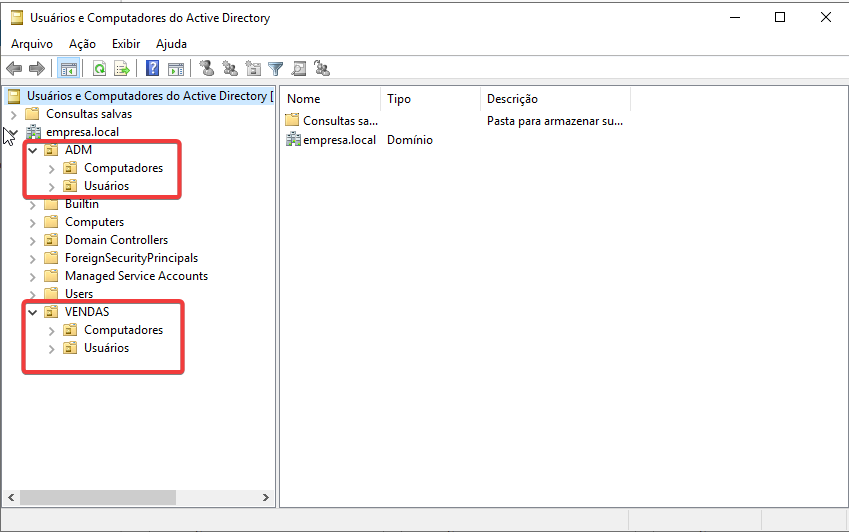 Usuários e Computadores do Active Directory
Arquivo Ação Exibir Ajuda
Usuários e Computadores do Active Directory [
Consultas salvas
empresa.local
ADM
Computadores
Usuários
Builtin
Computers
Domain Controllers
ForeignSecurityPrincipals
Managed Service Accounts
Users
VENDAS
Computadores
Usuários
Nome Tipo Descrição
Consultas sa... Pasta para armazenar su...
empresa.local Domínio